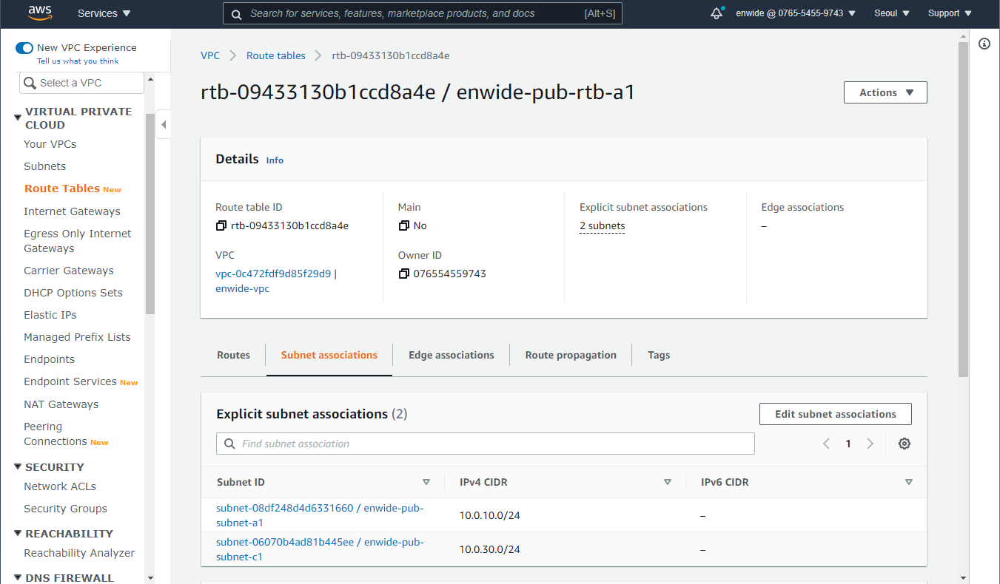 aws
Services
Search for services, features, marketplace products, and docs [Alt+S]
enwide @ 0765-5455-9743
Seoul
Support
New VPC Experience
Tell us what you think
Select a VPC
VIRTUAL PRIVATE
CLOUD
Your VPCs
Subnets
Route Tables New
Internet Gateways
Egress Only Internet
Gateways
Carrier Gateways
DHCP Options Sets
Elastic IPs
Managed Prefix Lists
Endpoints
Endpoint Services New
NAT Gateways
Peering
Connections New
SECURITY
Network ACLs
Security Groups
REACHABILITY
Reachability Analyzer
DNS FIREWALL
VPC > Route tables > rtb-09433130b1ccd8a4e
rtb-09433130b1ccd8a4e / enwide-pub-rtb-a1
Actions
Details Info
Route table ID
rtb-09433130b1ccd8a4e
VPC
vpc-0c472fdf9d85f29d9 |
enwide-vpc
Main
No
Owner ID
076554559743
Explicit subnet associations
2 subnets
Edge associations
–
Routes
Subnet associations
Edge associations
Route propagation
Tags
Explicit subnet associations (2)
Edit subnet associations
Find subnet association
1
Subnet ID
IPv4 CIDR
IPv6 CIDR
subnet-08df248d4d6331660 / enwide-pub-
subnet-a1
10.0.10.0/24
–
subnet-06070b4ad81b445ee / enwide-pub-
subnet-c1
10.0.30.0/24
–